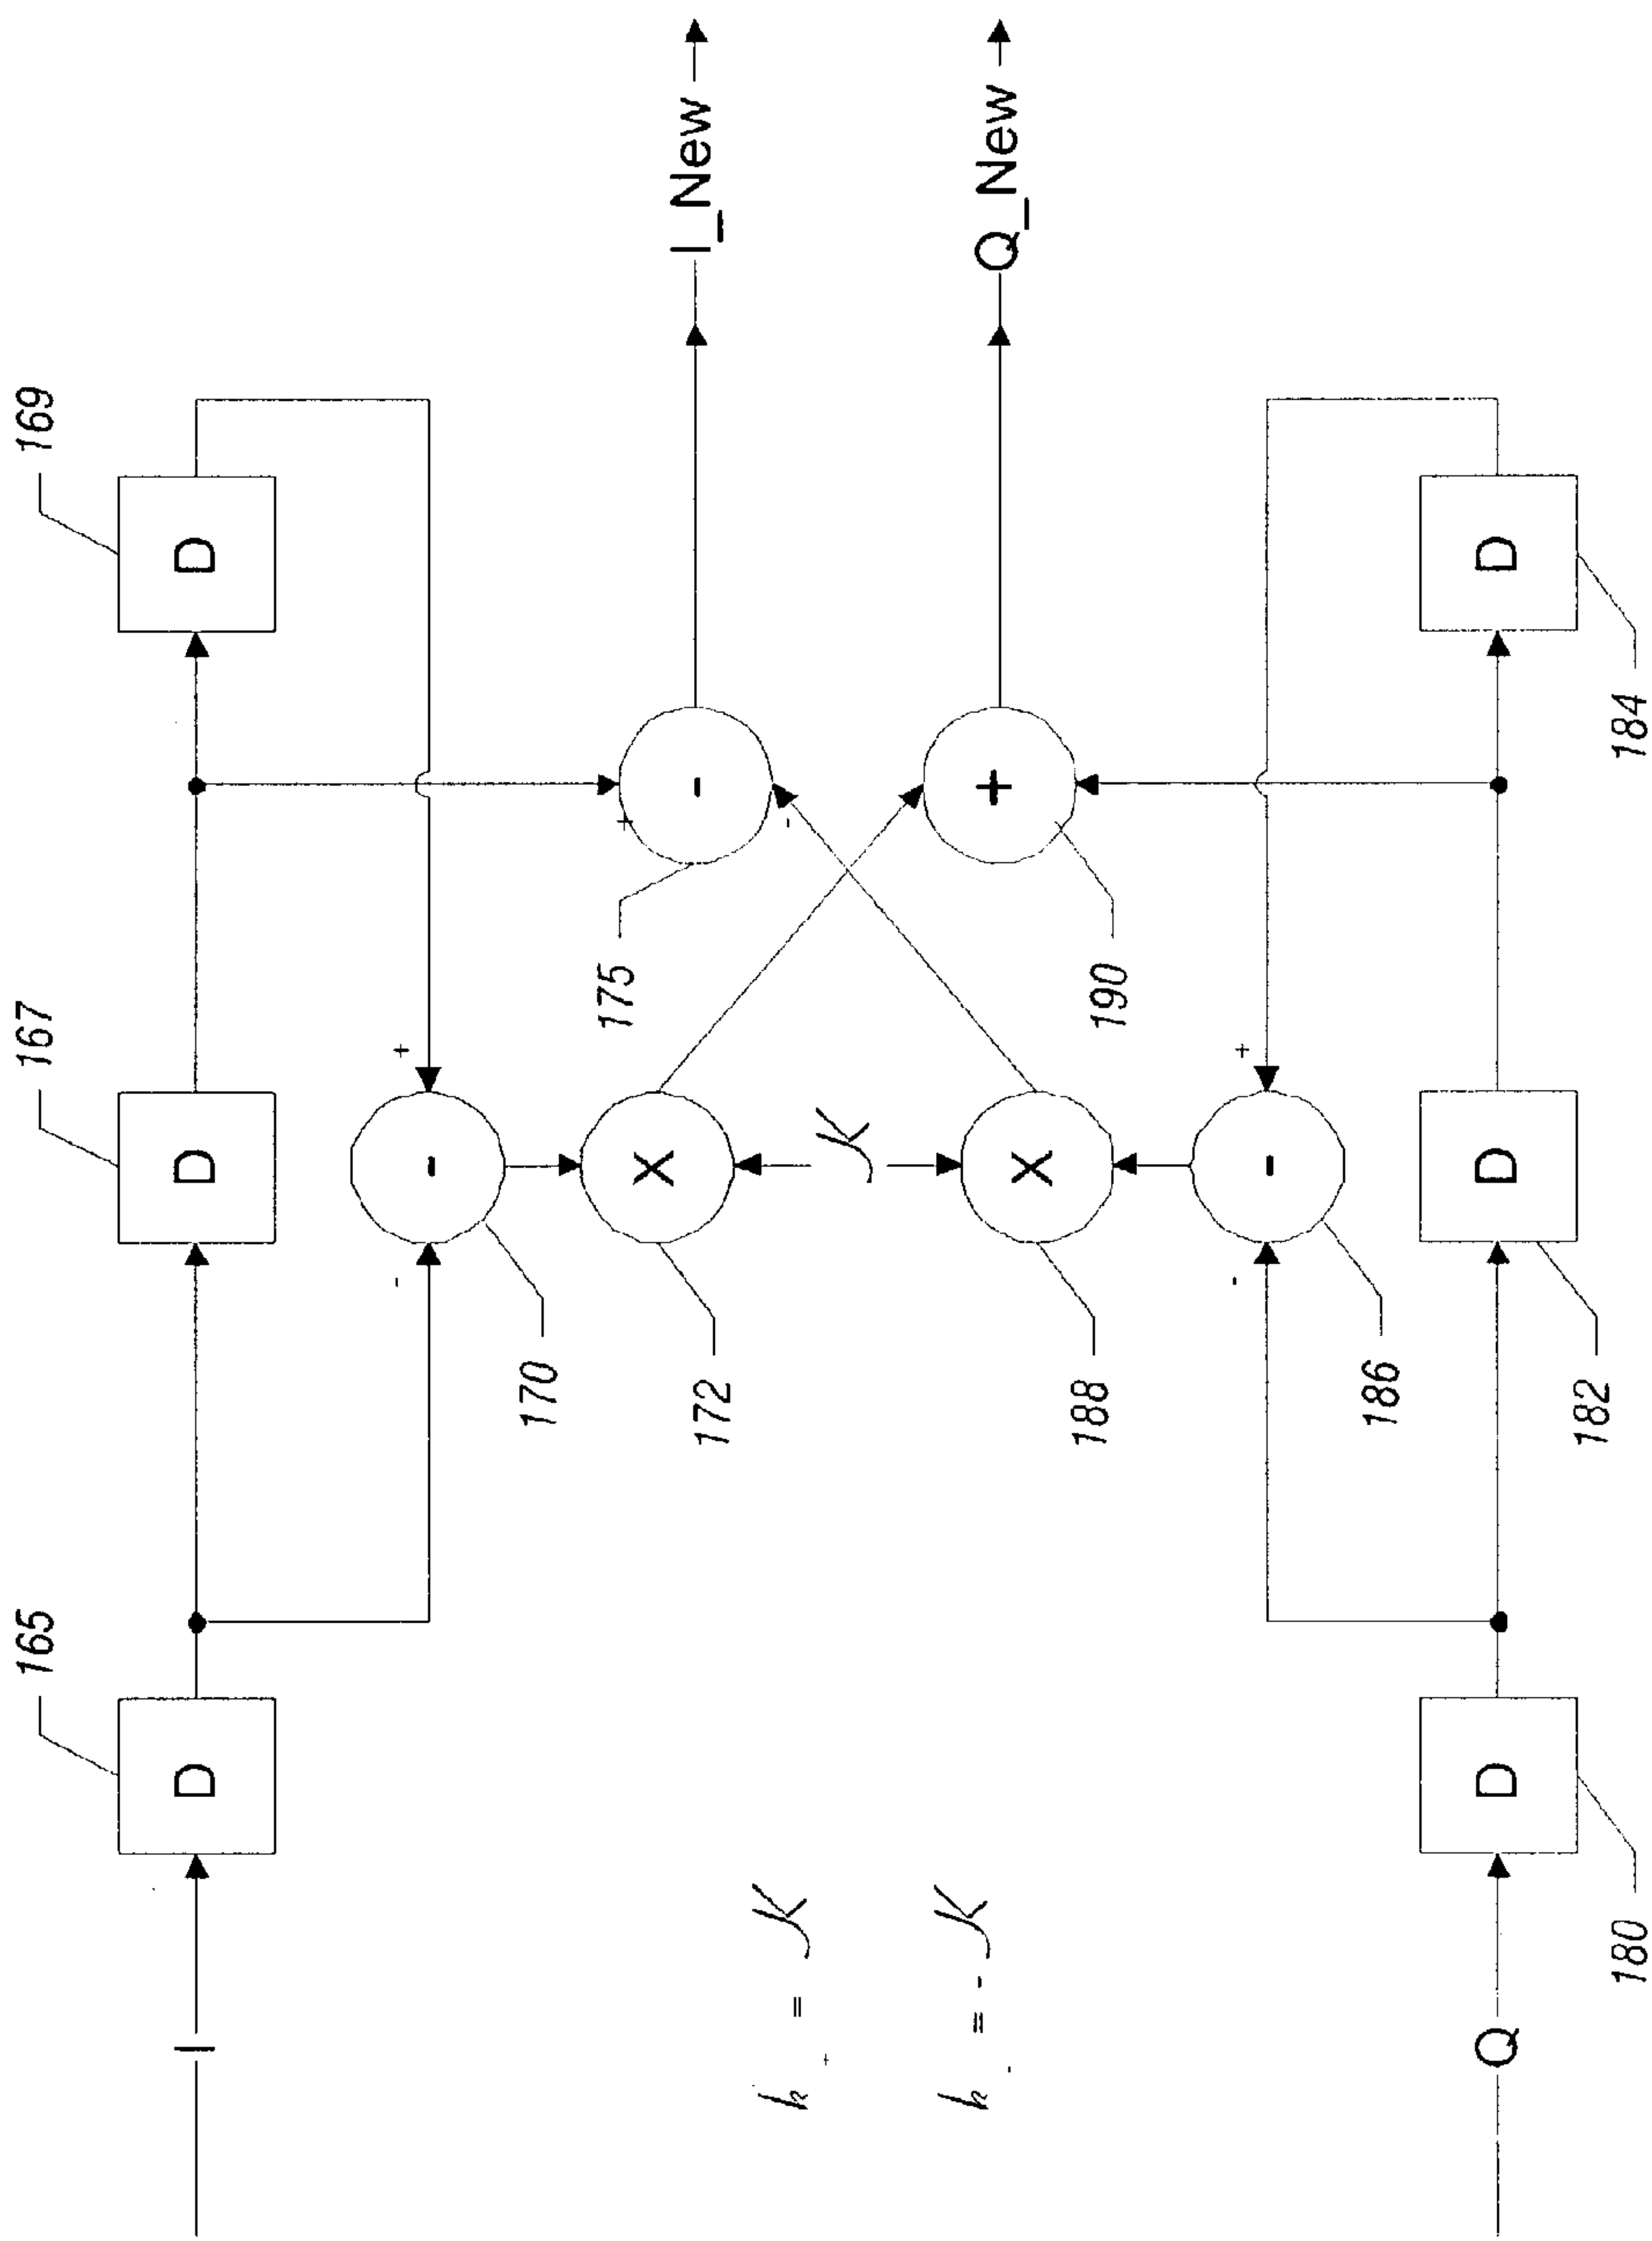 165
167
169
D
D
D
I
-
+
-
170
X
172
+
-
-
175
I_New
K
h+ = K
h- = -K
X
188
+
190
Q_New
-
+
-
186
Q
D
D
D
180
182
184